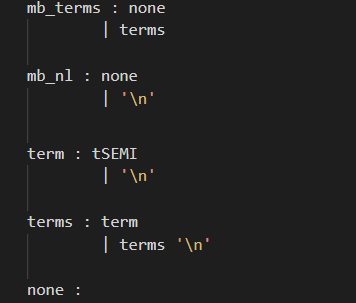 mb_terms : none
| terms
mb_nl : none
| '\n'
term : tSEMI
| '\n'
terms : term
| terms '\n'
none :